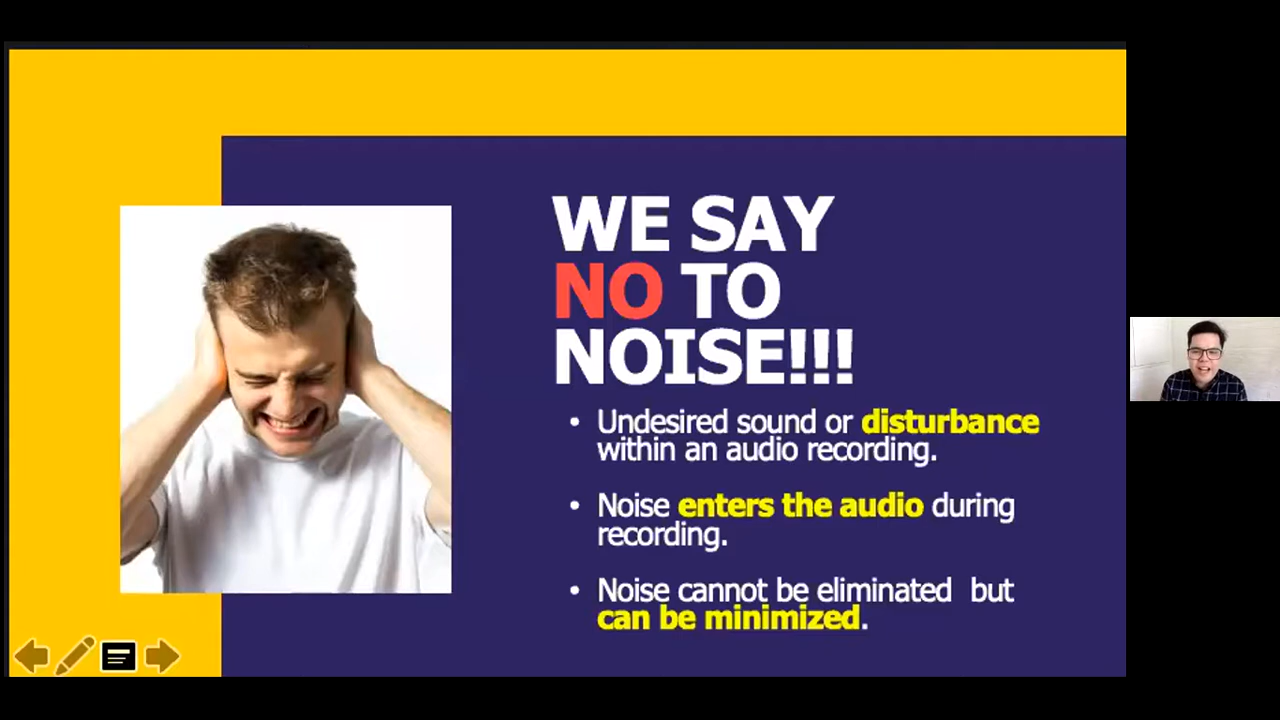 WE SAY
NO TO
NOISE!!!
• Undesired sound or disturbance
within an audio recording.
• Noise enters the audio during
recording.
• Noise cannot be eliminated  but
can be minimized.